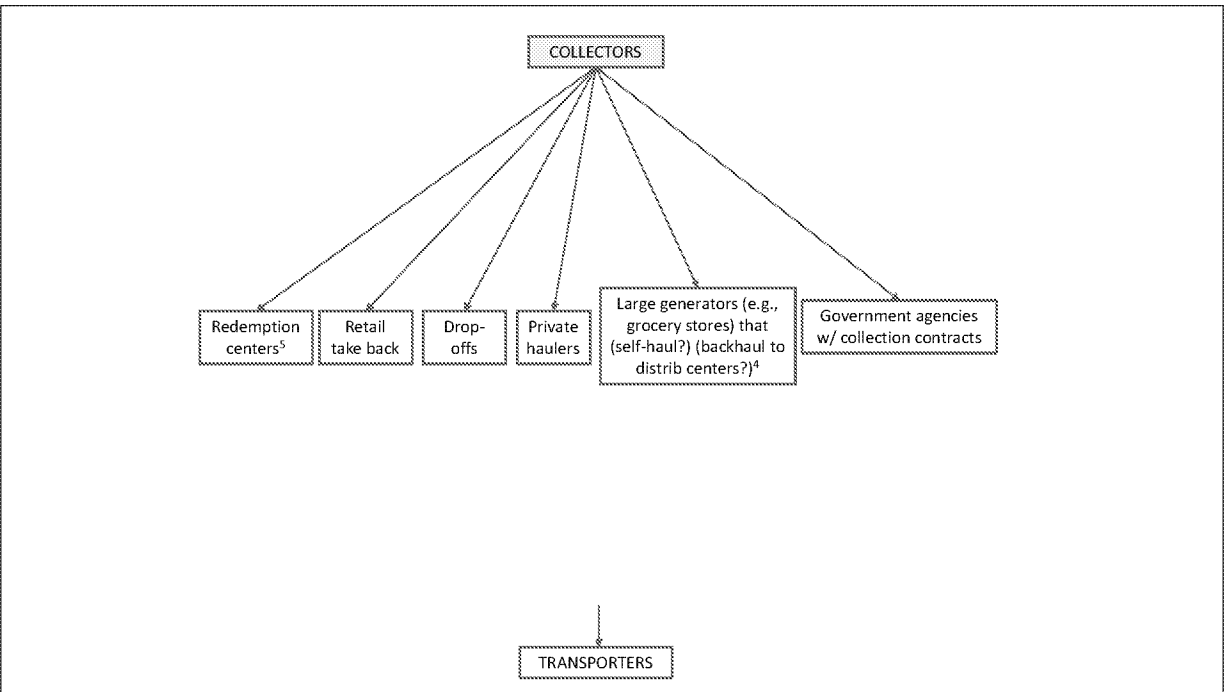 COLLECTORS
Redemption
centers⁵
Retail
take back
Drop-
offs
Private
haulers
Large generators (e.g.,
grocery stores) that
(self-haul?) (backhaul to
distrib centers?)⁴
Government agencies
w/ collection contracts
TRANSPORTERS